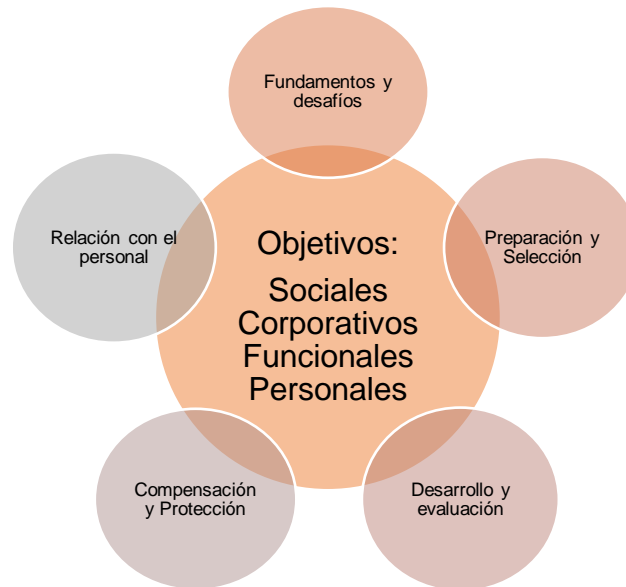 Fundamentos y
desafíos
Relación con el
personal
Preparación y
Selección
Objetivos:
Sociales
Corporativos
Funcionales
Personales
Compensación
y Protección
Desarrollo y
evaluación